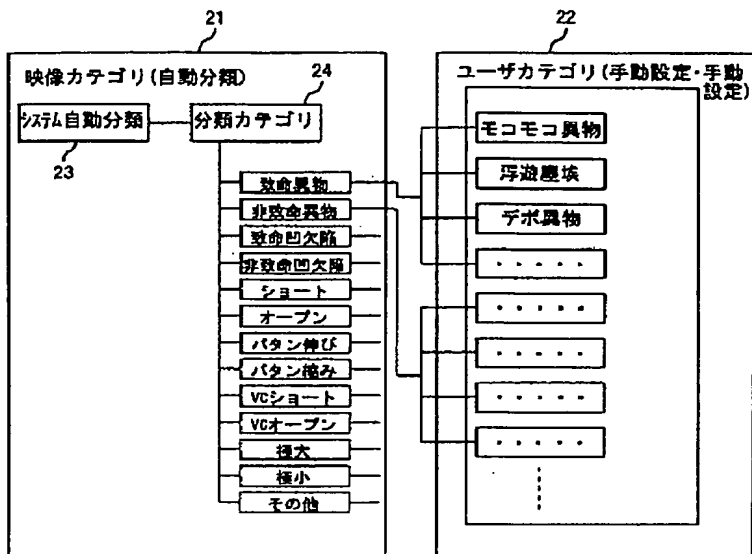 21
22
映像カテゴリ(自動分類)
24
システム自動分類
分類カテゴリ
23
致命異物
非致命異物
致命凹欠陥
非致命凹欠陥
ショート
オープン
パタン伸び
パタン縮み
VCショート
VCオープン
極大
極小
その他
ユーザカテゴリ(手動設定・手動
設定)
モコモコ異物
浮遊塵埃
デポ異物
・・・・・
・・・・・
・・・・・
・・・・・
・・・・・